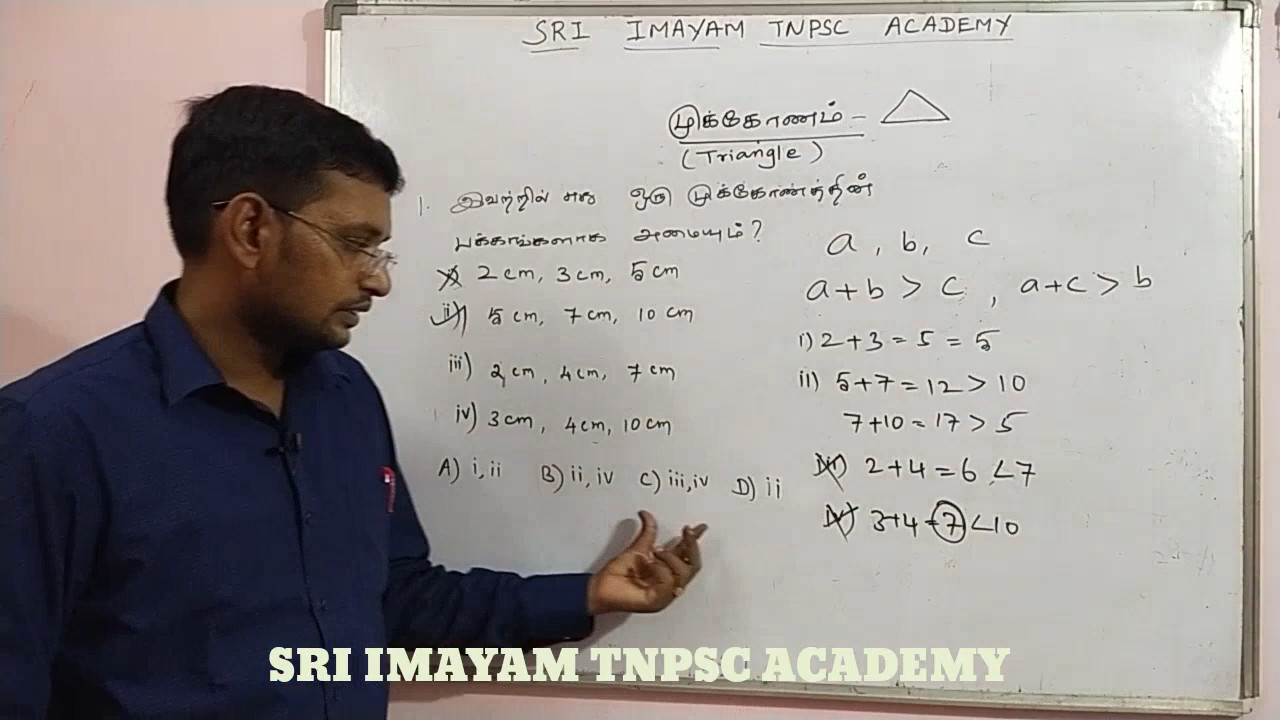 SRI IMAYAM TNPSC ACADEMY
முக்கோணம் -
(Triangle)
1. இவற்றில் எது ஒரு முக்கோணத்தின்
பக்கங்களாக அமையும்?
i) 2 cm, 3 cm, 5 cm
ii) 5 cm, 7 cm, 10 cm
iii) 2 cm, 4 cm, 7 cm
iv) 3 cm, 4 cm, 10 cm
A) i, ii B) ii, iv C) iii, iv D) ii
a, b, c
a + b > c, a + c > b
i) 2 + 3 = 5 = 5
ii) 5 + 7 = 12 > 10
7 + 10 = 17 > 5
iii) 2 + 4 = 6 < 7
iv) 3 + 4 = 7 < 10
SRI IMAYAM TNPSC ACADEMY